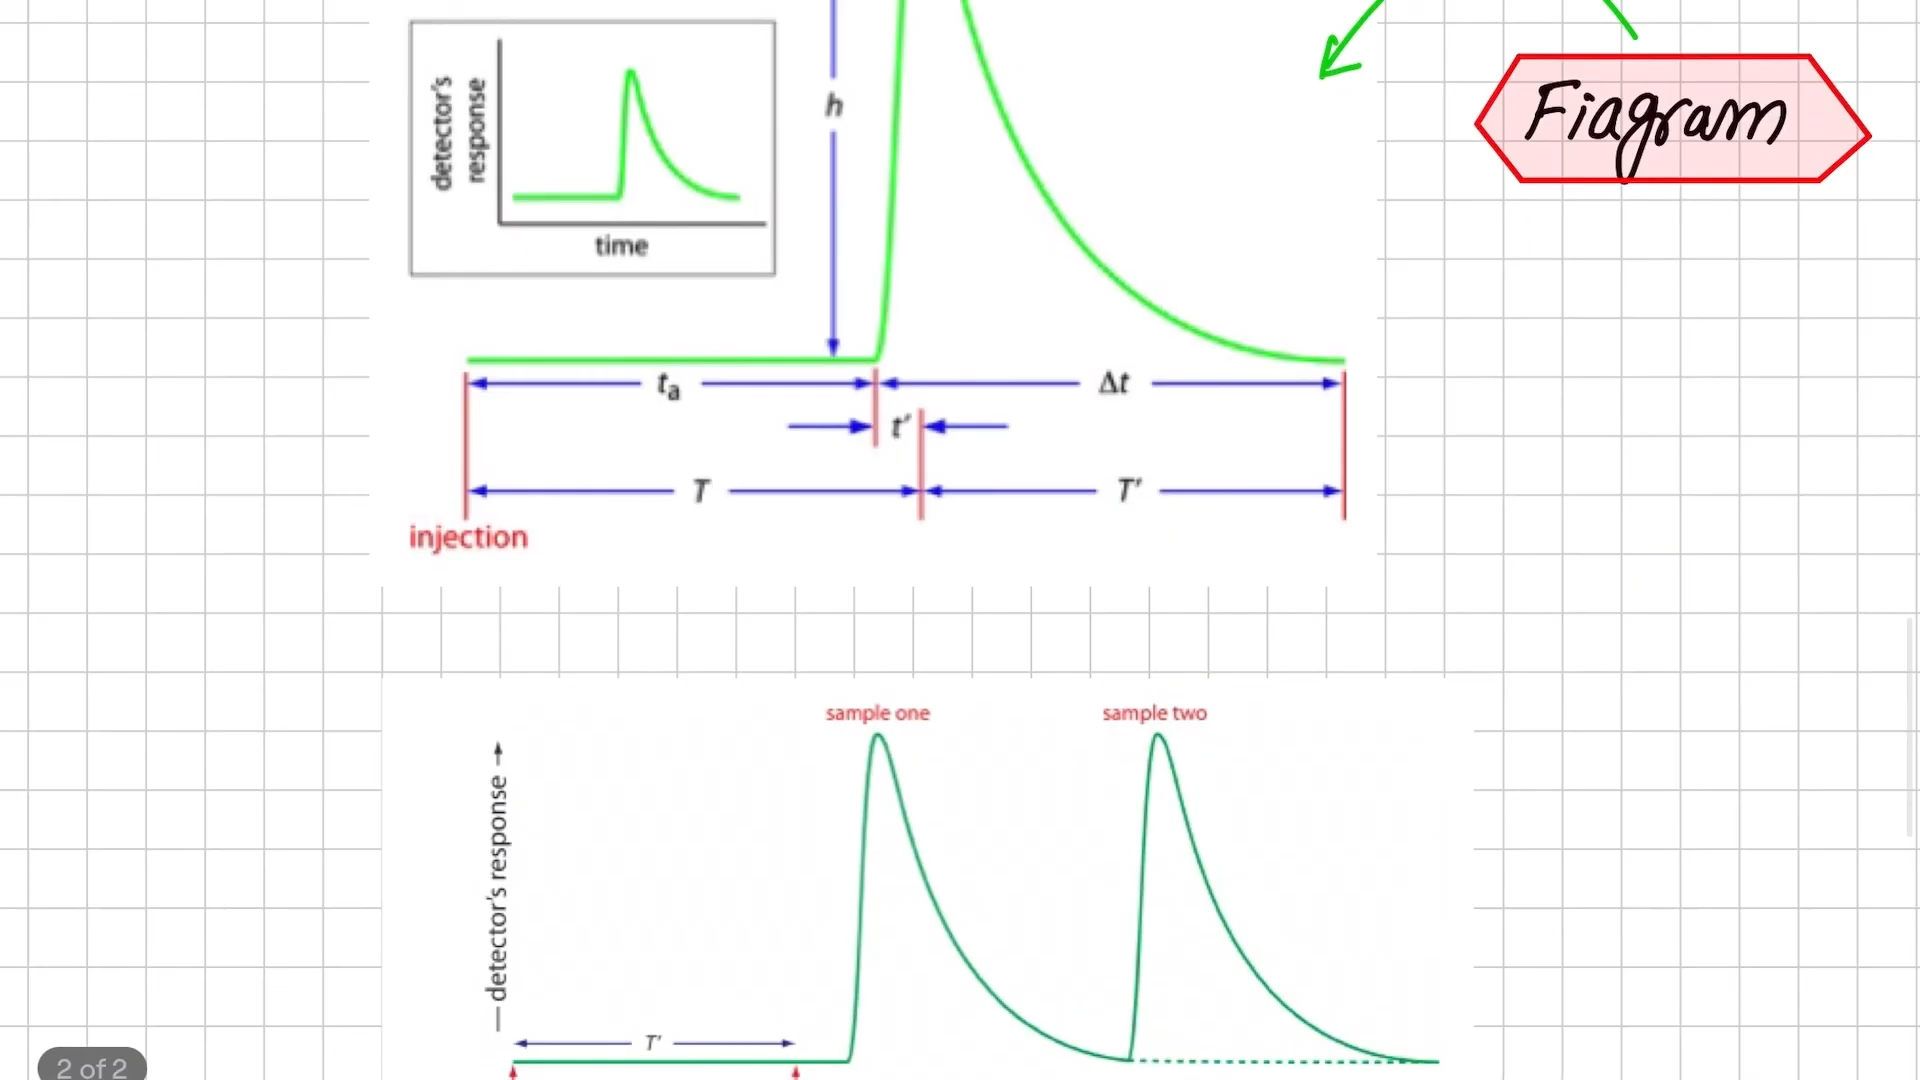 Fiagram
h
detector's
response
time
tₐ
Δt
t'
T
T'
injection
sample one
sample two
detector's response
T'
2 of 2